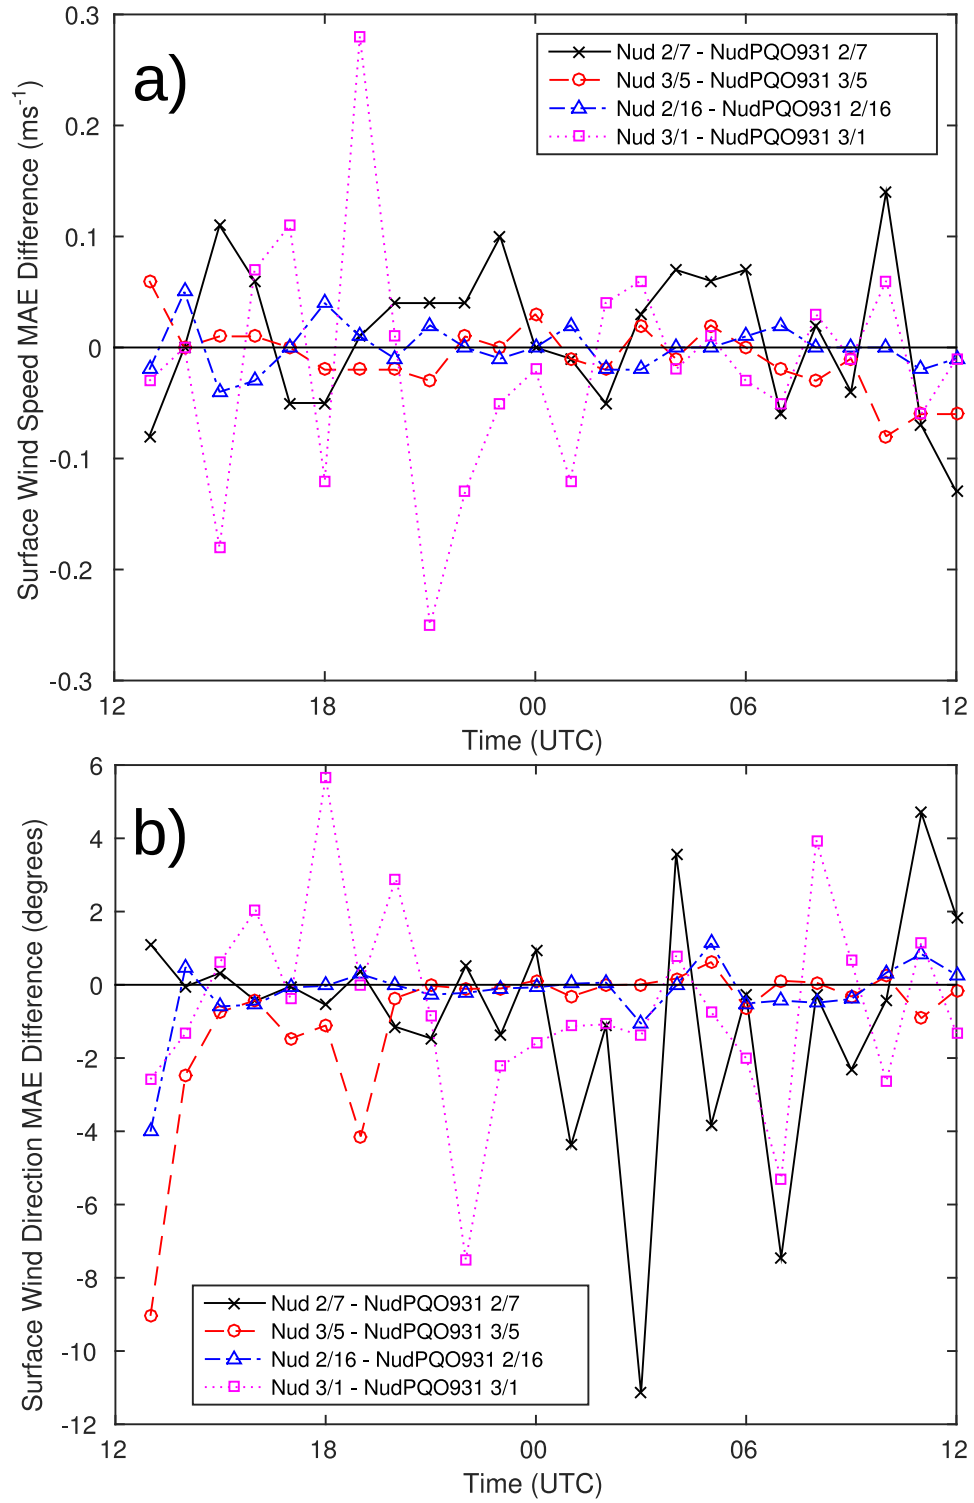 a)
Surface Wind Speed MAE Difference (ms-1)
0.3
0.2
0.1
0
-0.1
-0.2
-0.3
Nud 2/7 - NudPQO931 2/7
Nud 3/5 - NudPQO931 3/5
Nud 2/16 - NudPQO931 2/16
Nud 3/1 - NudPQO931 3/1
12 18 00 06 12
Time (UTC)
b)
Surface Wind Direction MAE Difference (degrees)
6
4
2
0
-2
-4
-6
-8
-10
-12
Nud 2/7 - NudPQO931 2/7
Nud 3/5 - NudPQO931 3/5
Nud 2/16 - NudPQO931 2/16
Nud 3/1 - NudPQO931 3/1
12 18 00 06 12
Time (UTC)